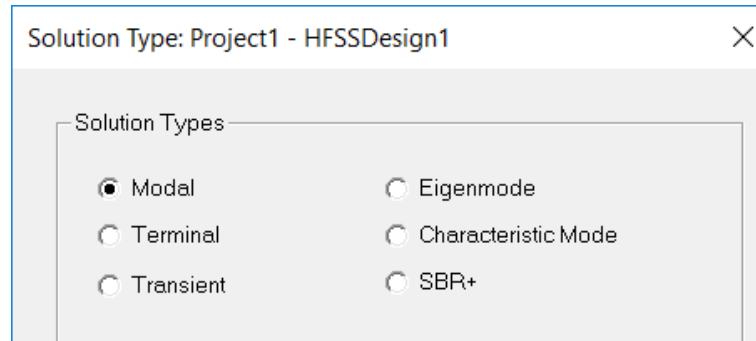 Solution Type: Project1 - HFSSDesign1
Solution Types
Modal
Eigenmode
Terminal
Characteristic Mode
Transient
SBR+